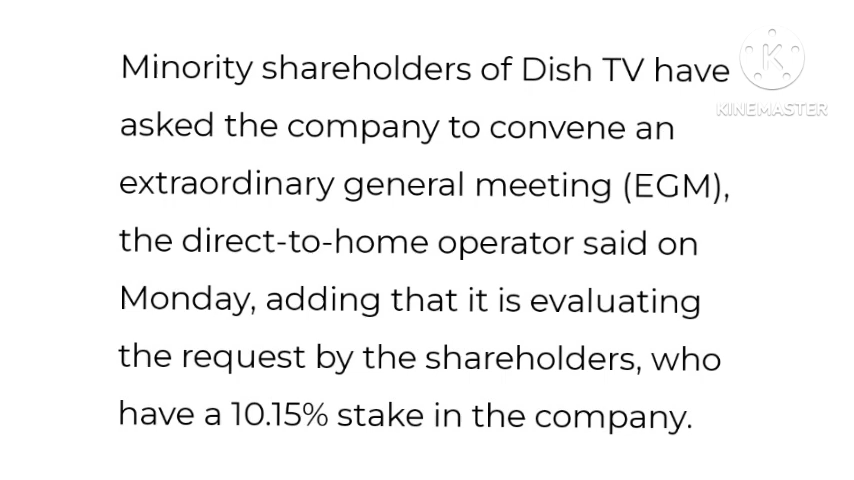 Minority shareholders of Dish TV have
KINEMASTER
asked the company to convene an
extraordinary general meeting (EGM),
the direct-to-home operator said on
Monday, adding that it is evaluating
the request by the shareholders, who
have a 10.15% stake in the company.